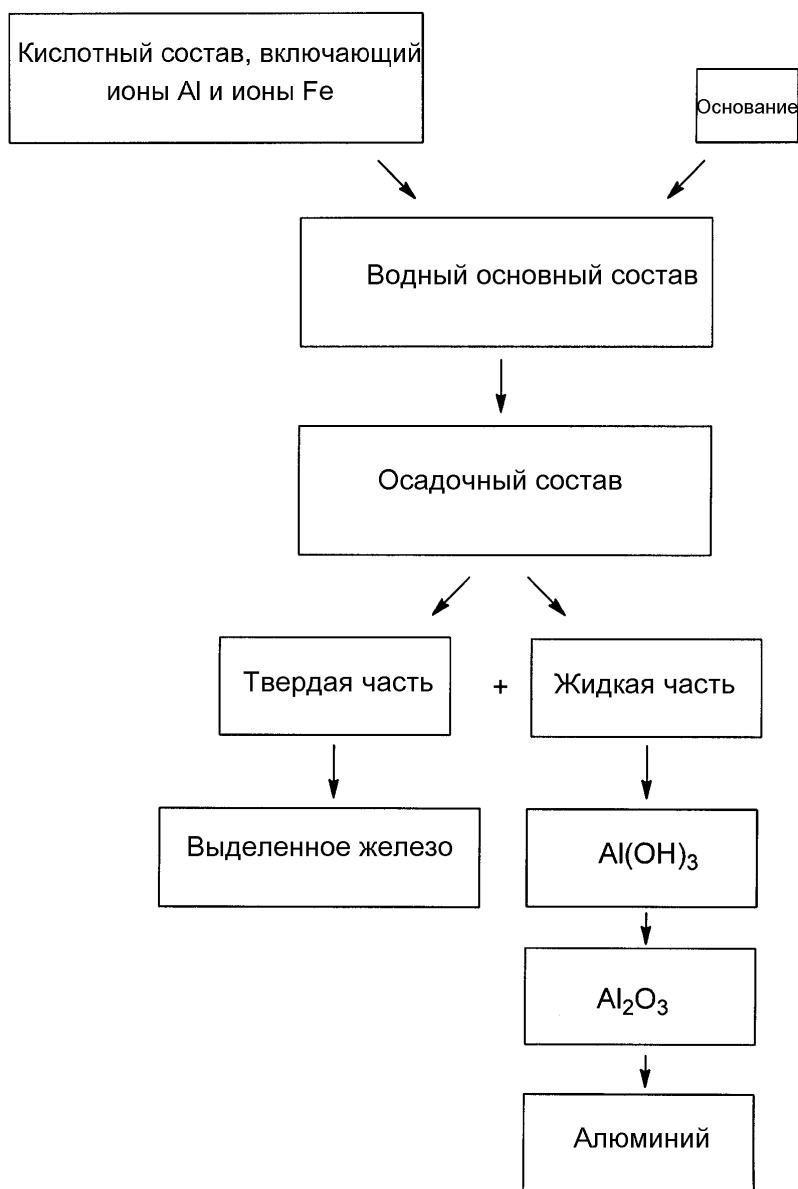 Кислотный состав, включающий
ионы Al и ионы Fe
Основание
Водный основный состав
Осадочный состав
Твердая часть
+
Жидкая часть
Выделенное железо
Al(OH)₃
Al₂O₃
Алюминий